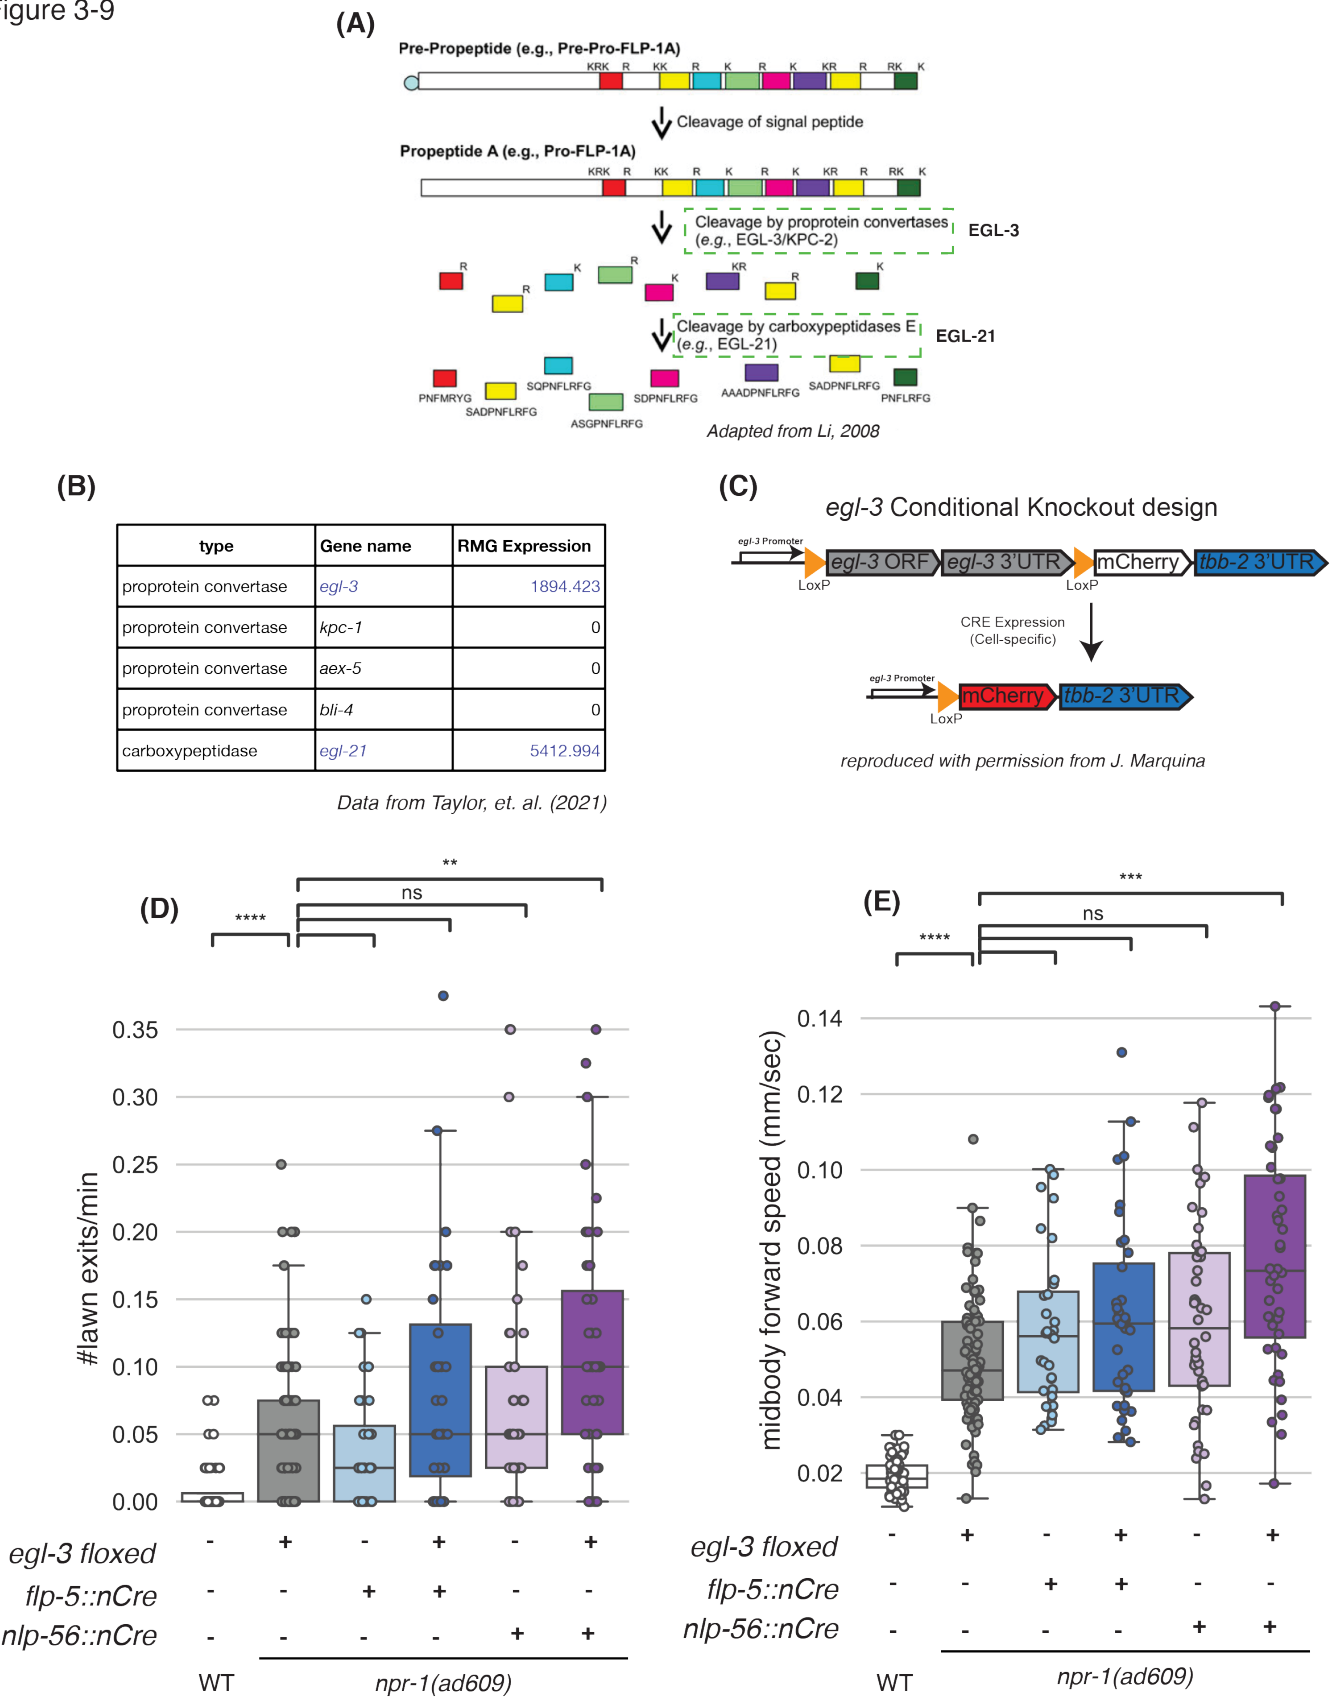 Figure 3-9
(A)
Pre-Propeptide (e.g., Pre-Pro-FLP-1A)
KRK R KK R K R K KR R RK K
Cleavage of signal peptide
Propeptide A (e.g., Pro-FLP-1A)
KRK R KK R K R K KR R RK K
Cleavage by proprotein convertases
(e.g., EGL-3/KPC-2)
EGL-3
R R K R K KR R K
Cleavage by carboxypeptidases E
(e.g., EGL-21)
EGL-21
PNFMRYG
SADPNFLRFG
SQPNFLRFG
ASGPNFLRFG
SDPNFLRFG
AAADPNFLRFG
SADPNFLRFG
PNFLRFG
Adapted from Li, 2008
(B)
type Gene name RMG Expression
proprotein convertase egl-3 1894.423
proprotein convertase kpc-1 0
proprotein convertase aex-5 0
proprotein convertase bli-4 0
carboxypeptidase egl-21 5412.994
Data from Taylor, et. al. (2021)
(C)
egl-3 Conditional Knockout design
egl-3 Promoter
egl-3 ORF egl-3 3'UTR mCherry tbb-2 3'UTR
LoxP LoxP
CRE Expression
(Cell-specific)
egl-3 Promoter
mCherry tbb-2 3'UTR
LoxP
reproduced with permission from J. Marquina
(D)
**
ns
****
#lawn exits/min
0.35
0.30
0.25
0.20
0.15
0.10
0.05
0.00
egl-3 floxed - + - + - +
flp-5::nCre - - + + - -
nlp-56::nCre - - - - + +
WT npr-1(ad609)
(E)
***
ns
****
midbody forward speed (mm/sec)
0.14
0.12
0.10
0.08
0.06
0.04
0.02
egl-3 floxed - + - + - +
flp-5::nCre - - + + - -
nlp-56::nCre - - - - + +
WT npr-1(ad609)